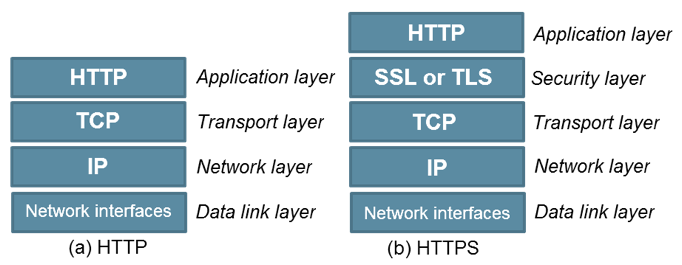 HTTP Application layer
SSL or TLS Security layer
HTTP Application layer
TCP Transport layer
TCP Transport layer
IP Network layer
IP Network layer
Network interfaces Data link layer
Network interfaces Data link layer
(a) HTTP
(b) HTTPS